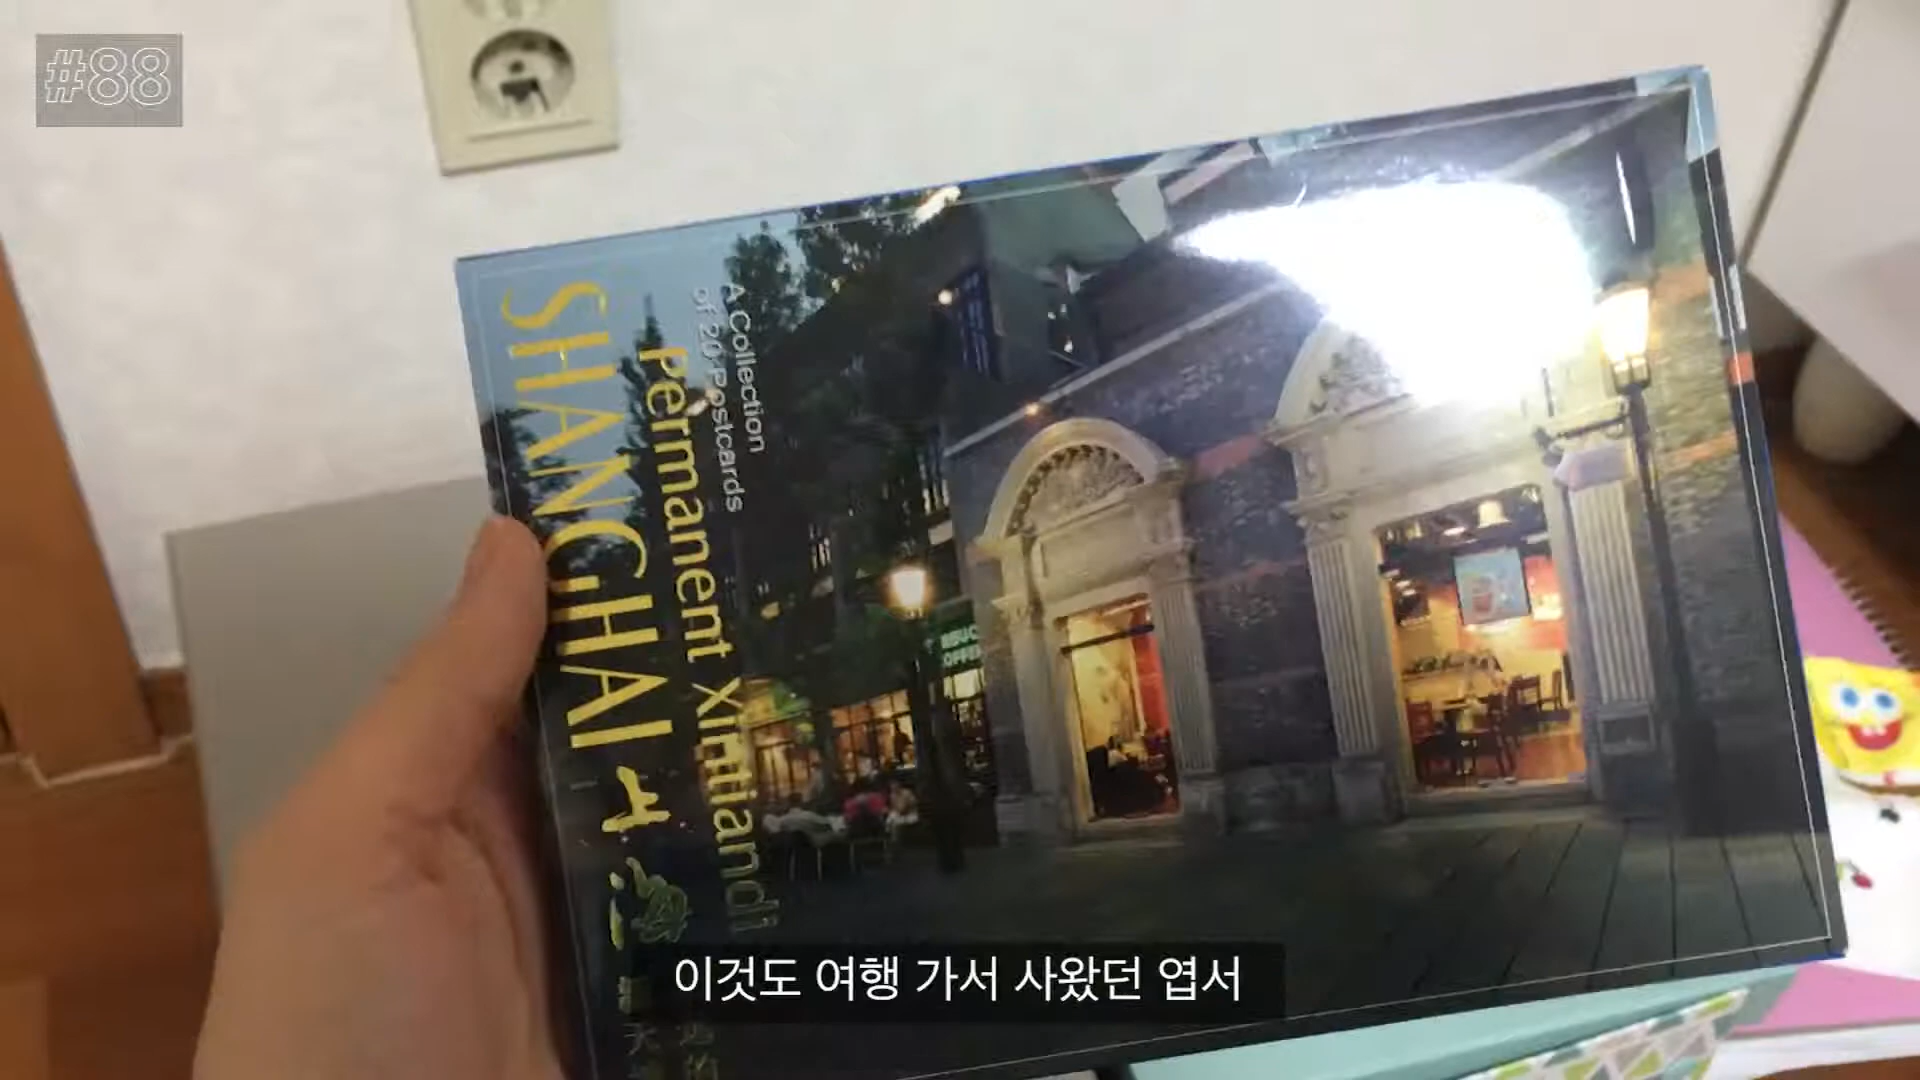 #88
SHANGHAI 上海
Permanent Xintiandi
A Collection
of 20 Postcards
이것도 여행 가서 사왔던 엽서